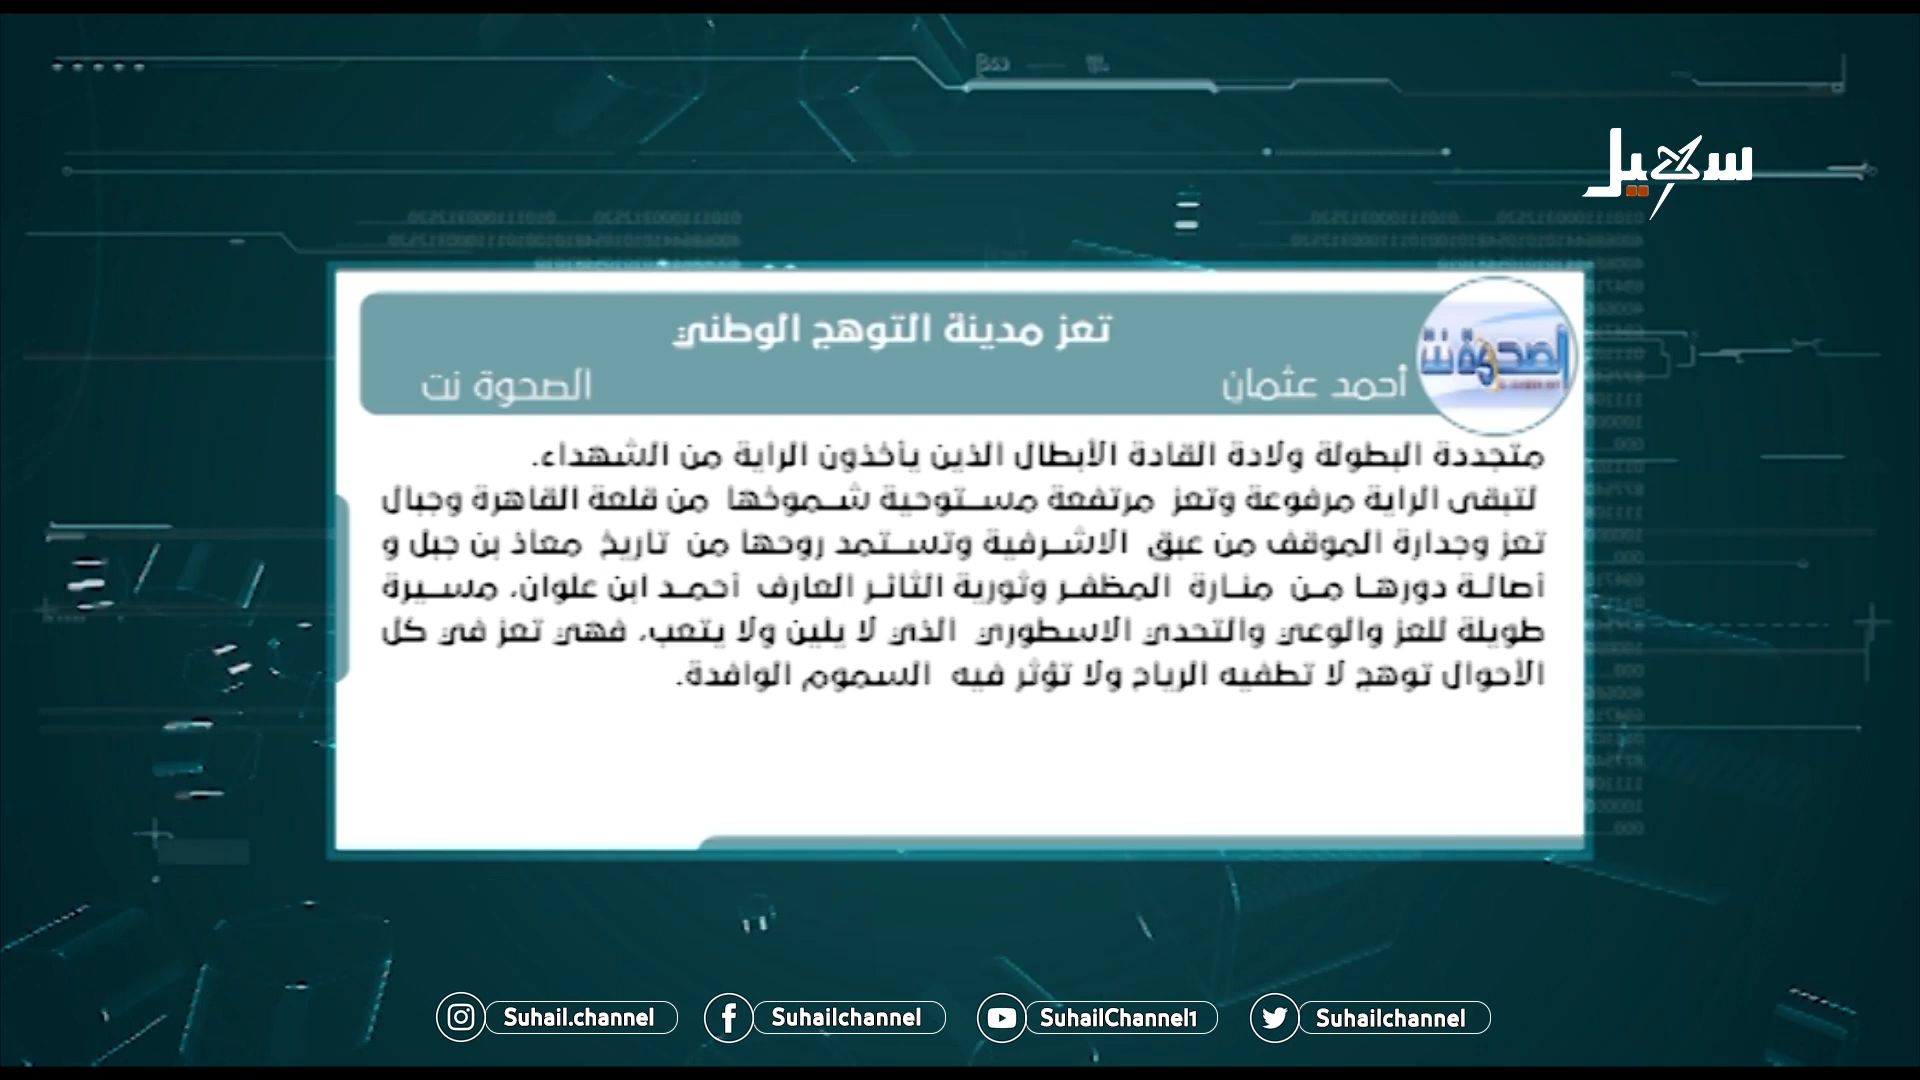 سهيل
تعز مدينة التوهج الوطني
الصحوة نت
أحمد عثمان
الصحوة نت
متجددة البطولة ولادة القادة الأبطال الذين يأخذون الراية من الشهداء.
لتبقى الراية مرفوعة وتعز مرتفعة مستوحية شموخها من قلعة القاهرة وجبال
تعز وجدارة الموقف من عبق الاشرفية وتستمد روحها من تاريخ معاذ بن جبل و
أصالة دورها من منارة المظفر وثورية الثائر العارف أحمد ابن علوان، مسيرة
طويلة للعز والوعي والتحدي الاسطوري الذي لا يلين ولا يتعب، فهي تعز في كل
الأحوال توهج لا تطفيه الرياح ولا تؤثر فيه السموم الوافدة.
Suhail.channel
Suhailchannel
SuhailChannel1
Suhailchannel